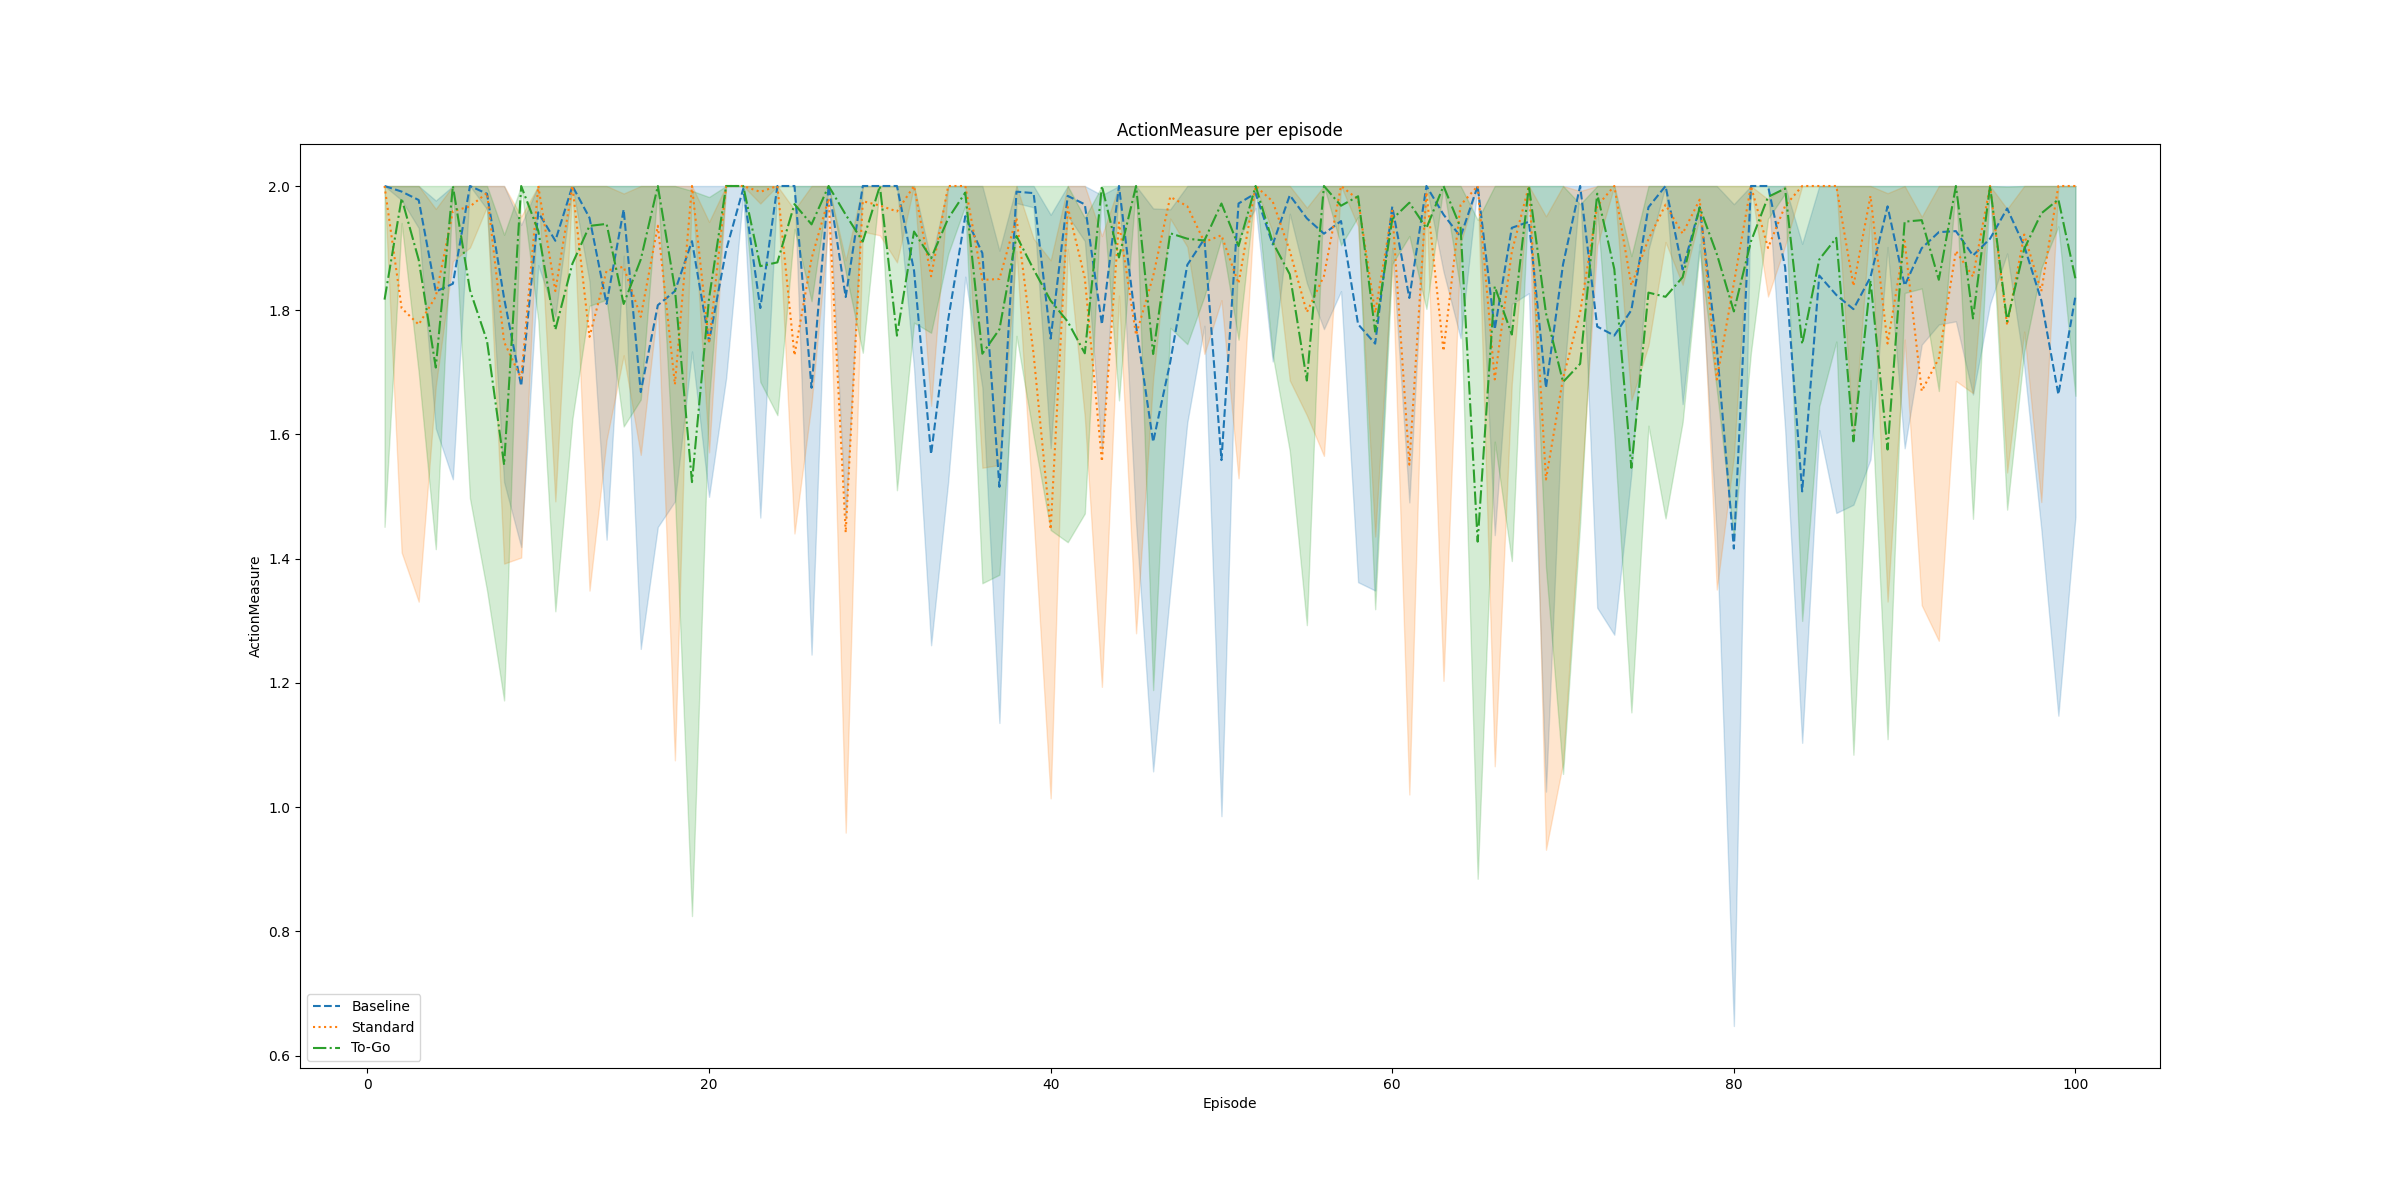 ActionMeasure per episode
2.0
1.8
1.6
1.4
1.2
1.0
0.8
0.6
ActionMeasure
Baseline
Standard
To-Go
0 20 40 60 80 100
Episode